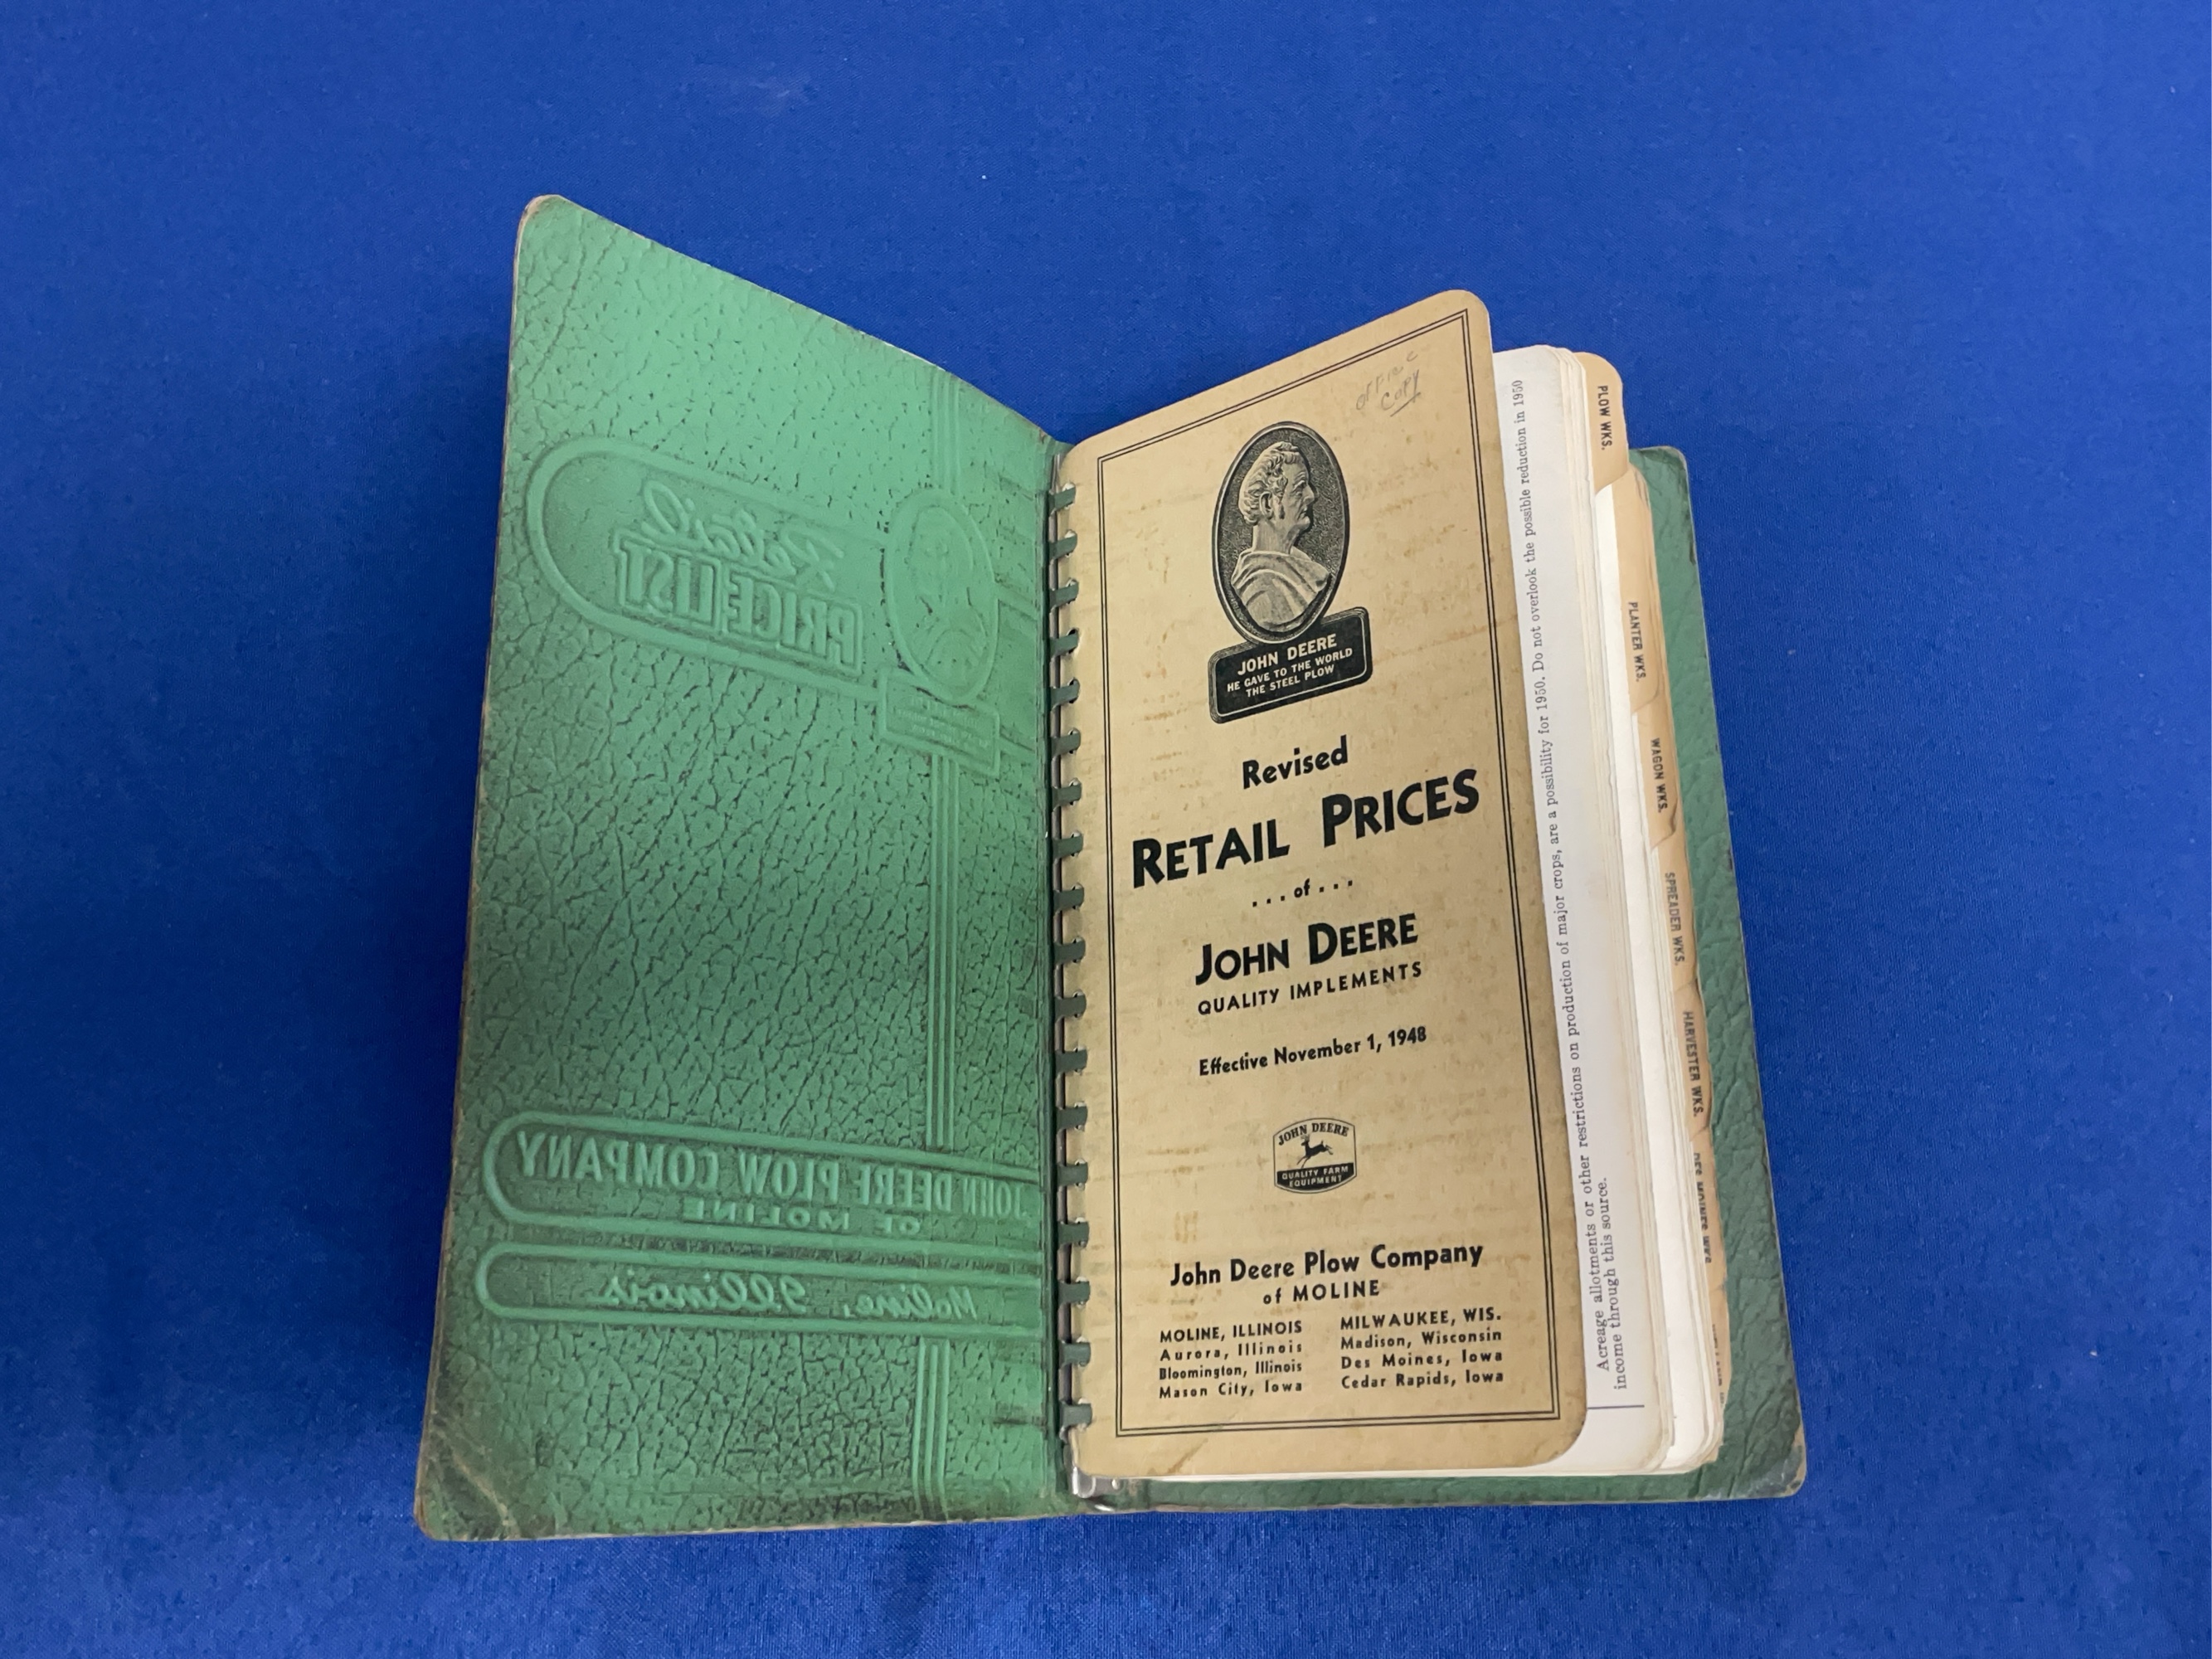 Retail
PRICE LIST
JOHN DEERE PLOW COMPANY
OF MOLINE
Moline, Illinois
office
Copy
JOHN DEERE
HE GAVE TO THE WORLD
THE STEEL PLOW
Revised
RETAIL PRICES
... of ...
JOHN DEERE
QUALITY IMPLEMENTS
Effective November 1, 1948
JOHN DEERE
QUALITY FARM
EQUIPMENT
John Deere Plow Company
of MOLINE
MOLINE, ILLINOIS
Aurora, Illinois
Bloomington, Illinois
Mason City, Iowa
MILWAUKEE, WIS.
Madison, Wisconsin
Des Moines, Iowa
Cedar Rapids, Iowa
Acreage allotments or other restrictions on production of major crops, are a possibility for 1950. Do not overlook the possible reduction in 1950
income through this source.
PLOW WKS.
PLANTER WKS.
WAGON WKS.
SPREADER WKS.
HARVESTER WKS.
DES MOINES WKS.